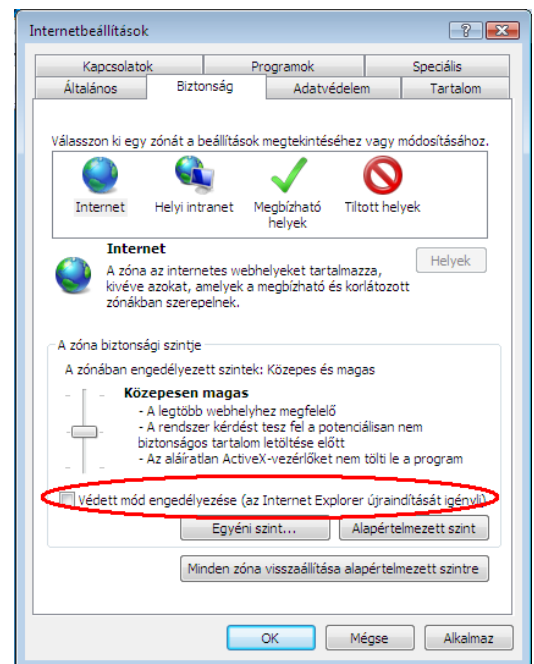 Internetbeállítások
Kapcsolatok Programok Speciális
Általános Biztonság Adatvédelem Tartalom
Válasszon ki egy zónát a beállítások megtekintéséhez vagy módosításához.
Internet Helyi intranet Megbízható helyek Tiltott helyek
Internet
Helyek
A zóna az internetes webhelyeket tartalmazza,
kivéve azokat, amelyek a megbízható és korlátozott
zónákban szerepelnek.
A zóna biztonsági szintje
A zónában engedélyezett szintek: Közepes és magas
Közepesen magas
- A legtöbb webhelyhez megfelelő
- A rendszer kérdést tesz fel a potenciálisan nem
biztonságos tartalom letöltése előtt
- Az aláíratlan ActiveX-vezérlőket nem tölti le a program
Védett mód engedélyezése (az Internet Explorer újraindítását igényli)
Egyéni szint... Alapértelmezett szint
Minden zóna visszaállítása alapértelmezett szintre
OK Mégse Alkalmaz